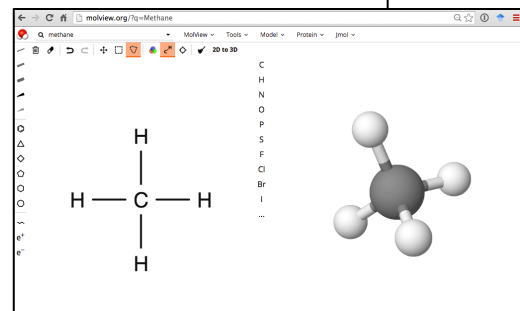 molview.org/?q=Methane
methane MolView Tools Model Protein Jmol
2D to 3D
C
H
N
O
P
S
F
Cl
Br
I
...
e+
e−
H
H C H
H